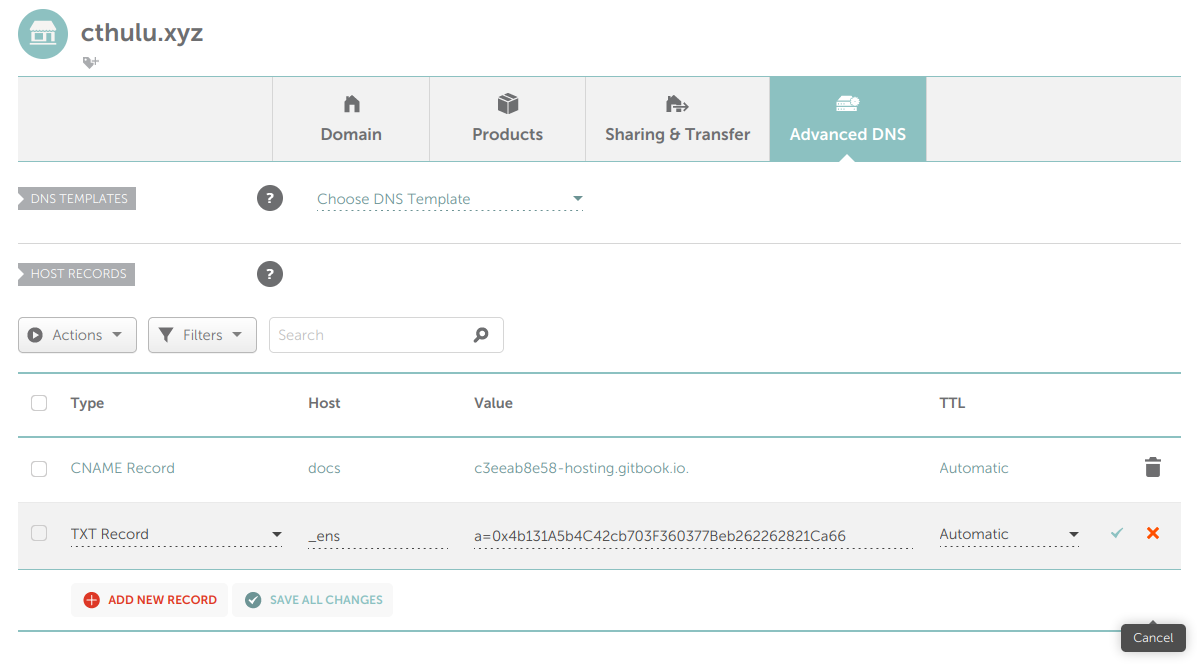 cthulu.xyz
Domain
Products
Sharing & Transfer
Advanced DNS
DNS TEMPLATES
?
Choose DNS Template
HOST RECORDS
?
Actions
Filters
Search
Type Host Value TTL
CNAME Record docs c3eeab8e58-hosting.gitbook.io. Automatic
TXT Record _ens a=0x4b131A5b4C42cb703F360377Beb262262821Ca66 Automatic
ADD NEW RECORD
SAVE ALL CHANGES
Cancel